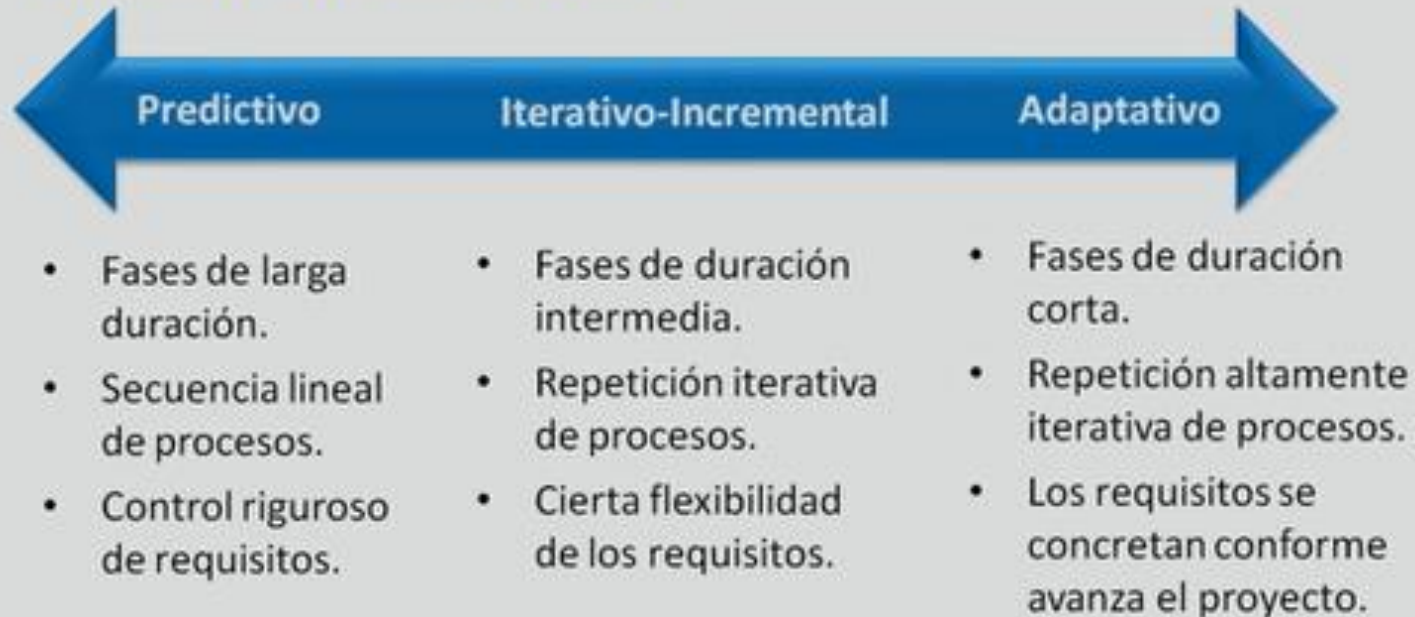 Predictivo
Iterativo-Incremental
Adaptativo
• Fases de larga
duración.
• Secuencia lineal
de procesos.
• Control riguroso
de requisitos.
• Fases de duración
intermedia.
• Repetición iterativa
de procesos.
• Cierta flexibilidad
de los requisitos.
• Fases de duración
corta.
• Repetición altamente
iterativa de procesos.
• Los requisitos se
concretan conforme
avanza el proyecto.